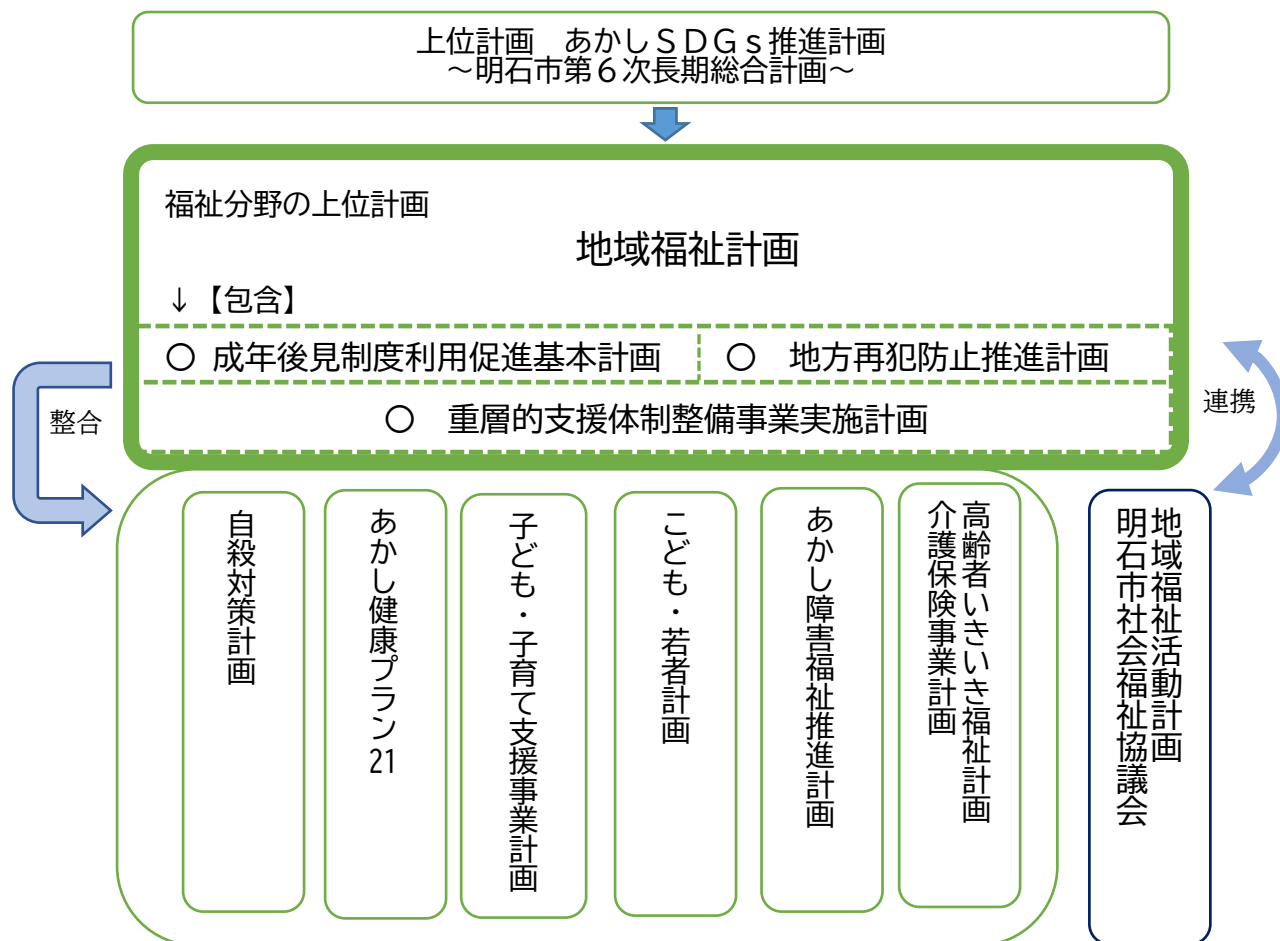 上位計画　あかしＳＤＧｓ推進計画
～明石市第６次長期総合計画～
福祉分野の上位計画
地域福祉計画
↓【包含】
〇 成年後見制度利用促進基本計画
〇　地方再犯防止推進計画
〇　重層的支援体制整備事業実施計画
整合
連携
自殺対策計画
あかし健康プラン21
子ども・子育て支援事業計画
こども・若者計画
あかし障害福祉推進計画
高齢者いきいき福祉計画
介護保険事業計画
地域福祉活動計画
明石市社会福祉協議会